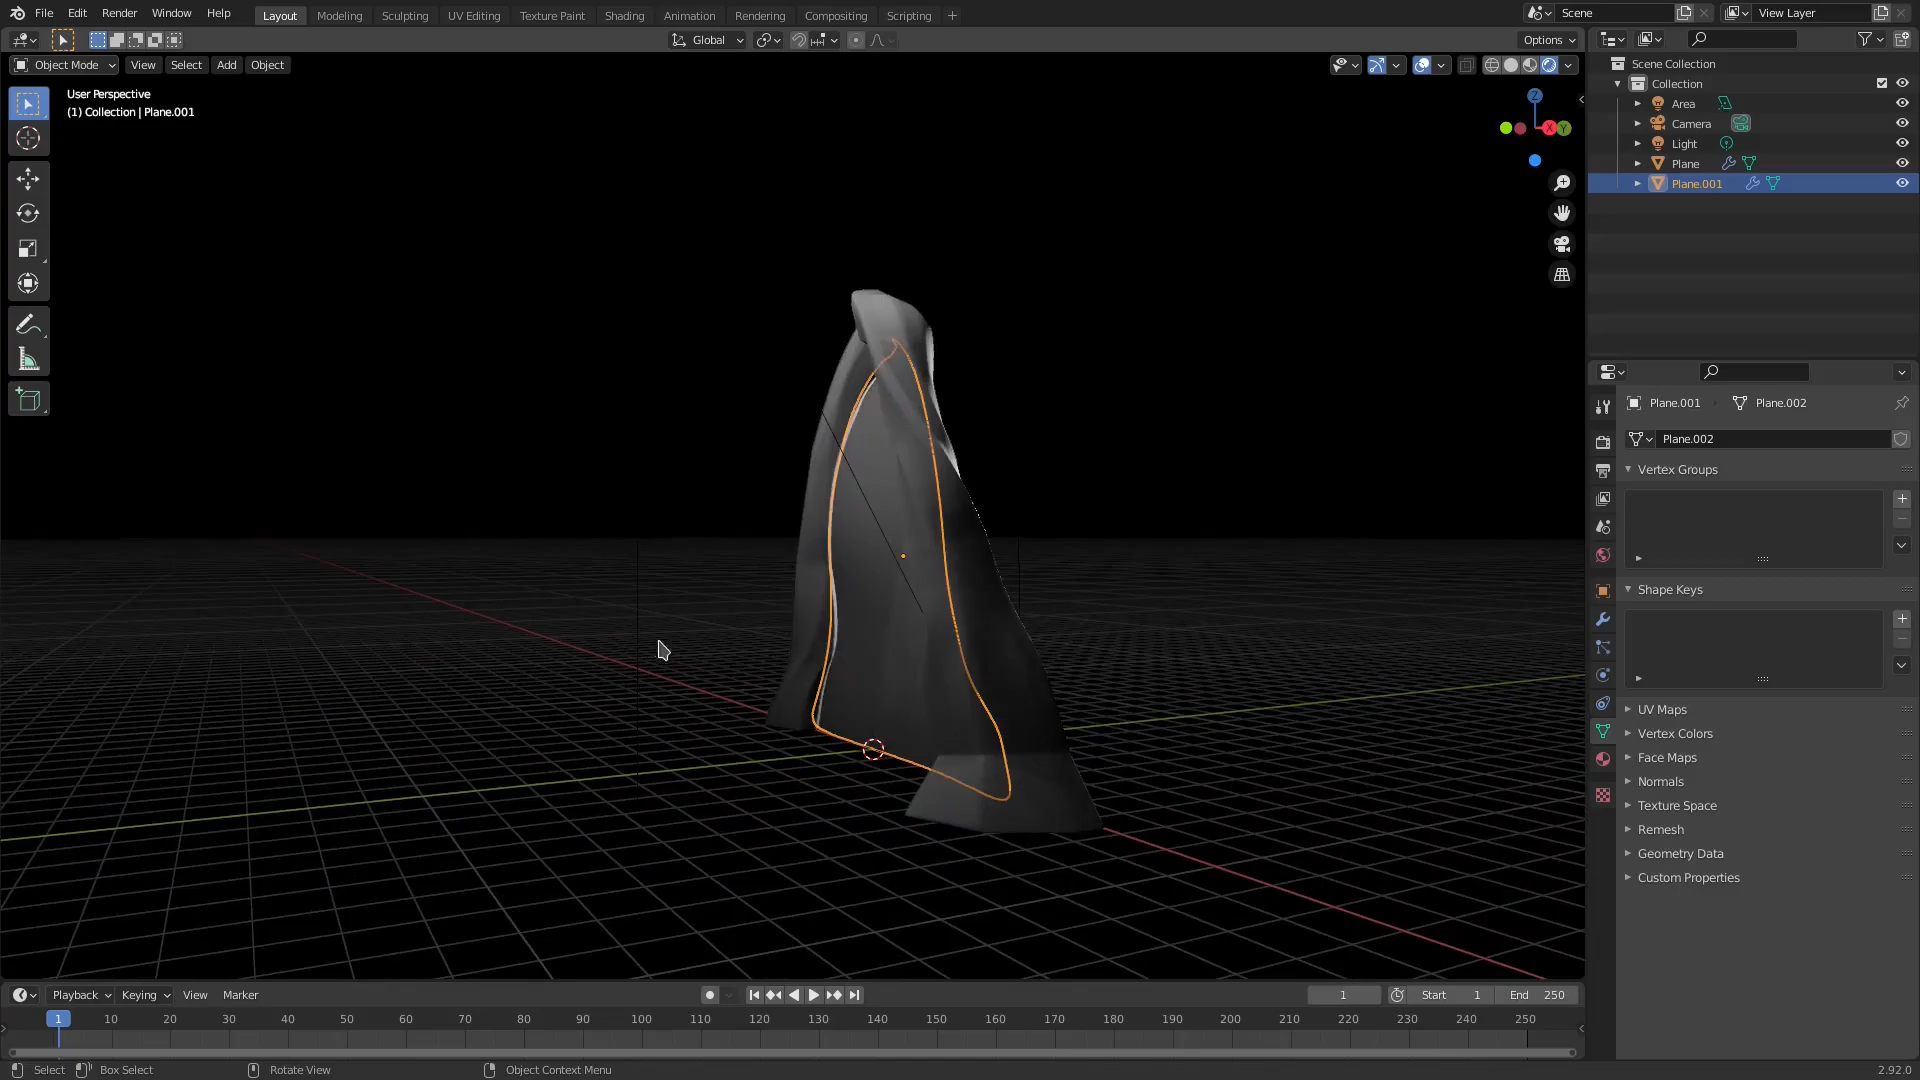 File Edit Render Window Help Layout Modeling Sculpting UV Editing Texture Paint Shading Animation Rendering Compositing Scripting + Scene View Layer
Global Options
Object Mode View Select Add Object
User Perspective
(1) Collection | Plane.001
Z
X Y
Scene Collection
Collection
Area
Camera
Light
Plane
Plane.001
Plane.001 Plane.002
Plane.002
Vertex Groups
Shape Keys
UV Maps
Vertex Colors
Face Maps
Normals
Texture Space
Remesh
Geometry Data
Custom Properties
Playback Keying View Marker 1 Start 1 End 250
1 10 20 30 40 50 60 70 80 90 100 110 120 130 140 150 160 170 180 190 200 210 220 230 240 250
Select Box Select Rotate View Object Context Menu 2.92.0